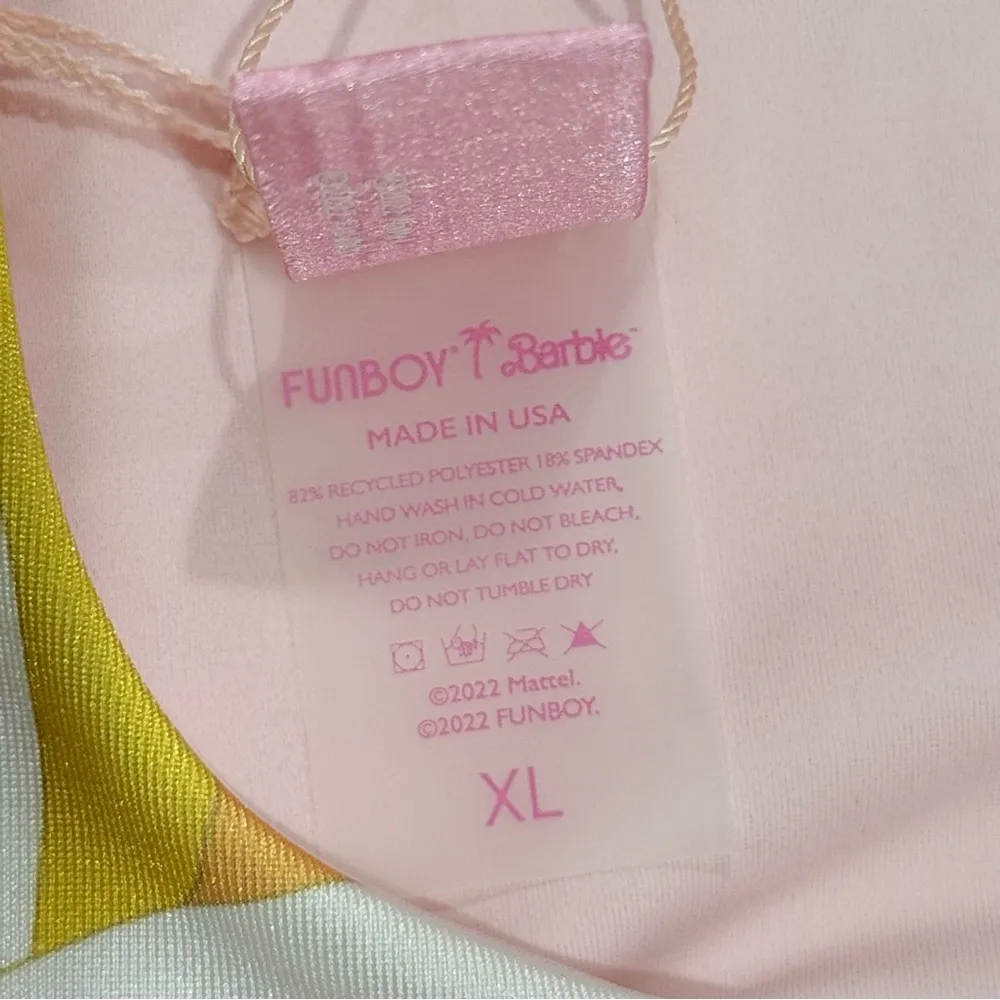 FUNBOY® Barbie™
MADE IN USA
82% RECYCLED POLYESTER 18% SPANDEX
HAND WASH IN COLD WATER,
DO NOT IRON, DO NOT BLEACH,
HANG OR LAY FLAT TO DRY,
DO NOT TUMBLE DRY
©2022 Mattel.
©2022 FUNBOY.
XL